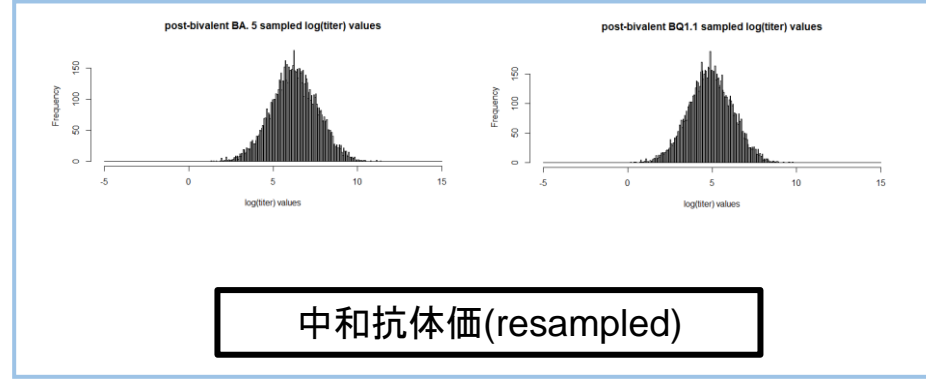 post-bivalent BA. 5 sampled log(titer) values
Frequency
150
100
50
0
-5
0
5
10
15
log(titer) values
post-bivalent BQ1.1 sampled log(titer) values
Frequency
150
100
50
0
-5
0
5
10
15
log(titer) values
中和抗体価(resampled)